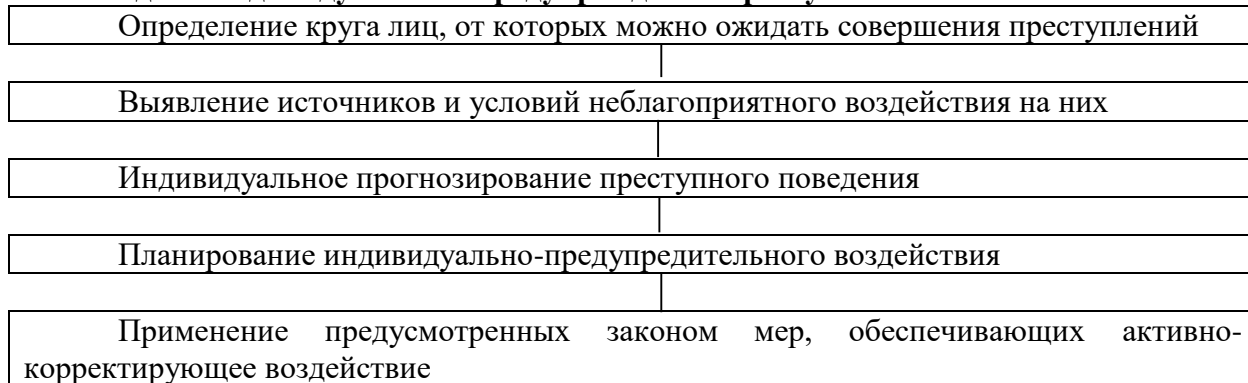 Определение круга лиц, от которых можно ожидать совершения преступлений
Выявление источников и условий неблагоприятного воздействия на них
Индивидуальное прогнозирование преступного поведения
Планирование индивидуально-предупредительного воздействия
Применение предусмотренных законом мер, обеспечивающих активно-
корректирующее воздействие